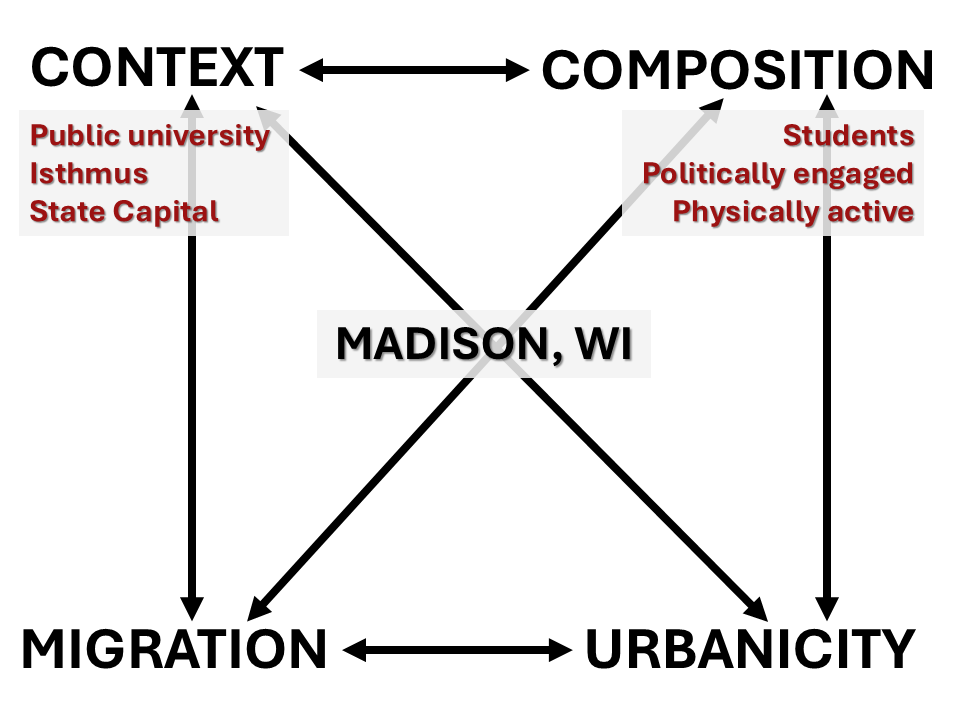 CONTEXT
COMPOSITION
Public university
Isthmus
State Capital
Students
Politically engaged
Physically active
MADISON, WI
MIGRATION
URBANICITY